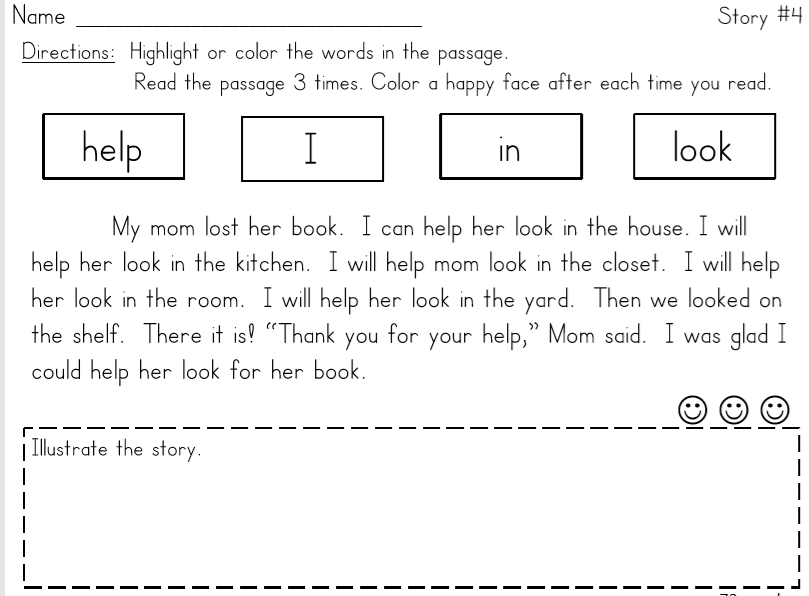 Name
Story #4
Directions: Highlight or color the words in the passage.
Read the passage 3 times. Color a happy face after each time you read.
help I in look
My mom lost her book. I can help her look in the house. I will
help her look in the kitchen. I will help mom look in the closet. I will help
her look in the room. I will help her look in the yard. Then we looked on
the shelf. There it is! “Thank you for your help,” Mom said. I was glad I
could help her look for her book.
Illustrate the story.